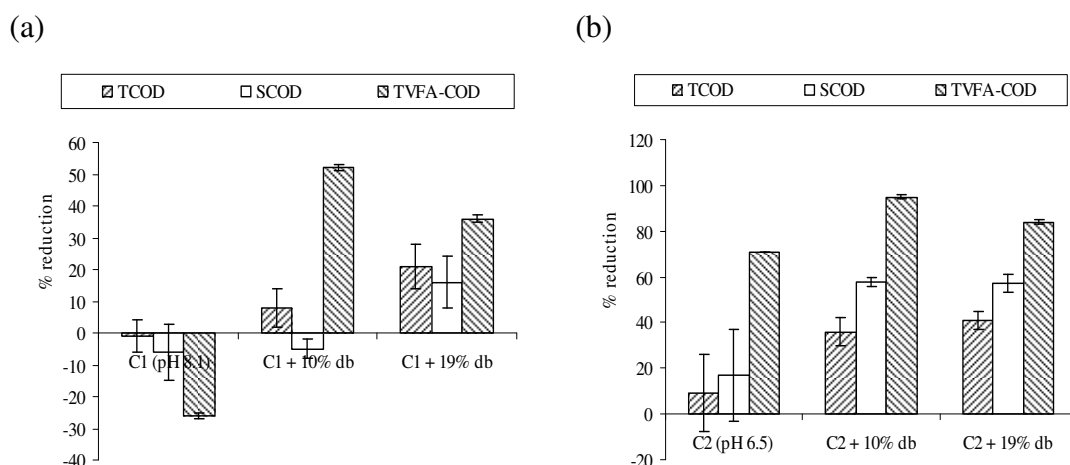 (a)
TCOD SCOD TVFA-COD
% reduction
60
50
40
30
20
10
0
-10
-20
-30
-40
C1 (pH 8.1) C1 + 10% db C1 + 19% db
(b)
TCOD SCOD TVFA-COD
% reduction
120
100
80
60
40
20
0
-20
C2 (pH 6.5) C2 + 10% db C2 + 19% db